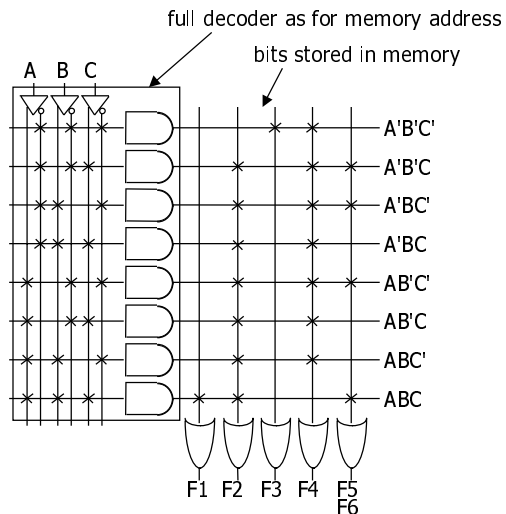 full decoder as for memory address
bits stored in memory
A B C
A'B'C'
A'B'C
A'BC'
A'BC
AB'C'
AB'C
ABC'
ABC
F1 F2 F3 F4 F5
F6